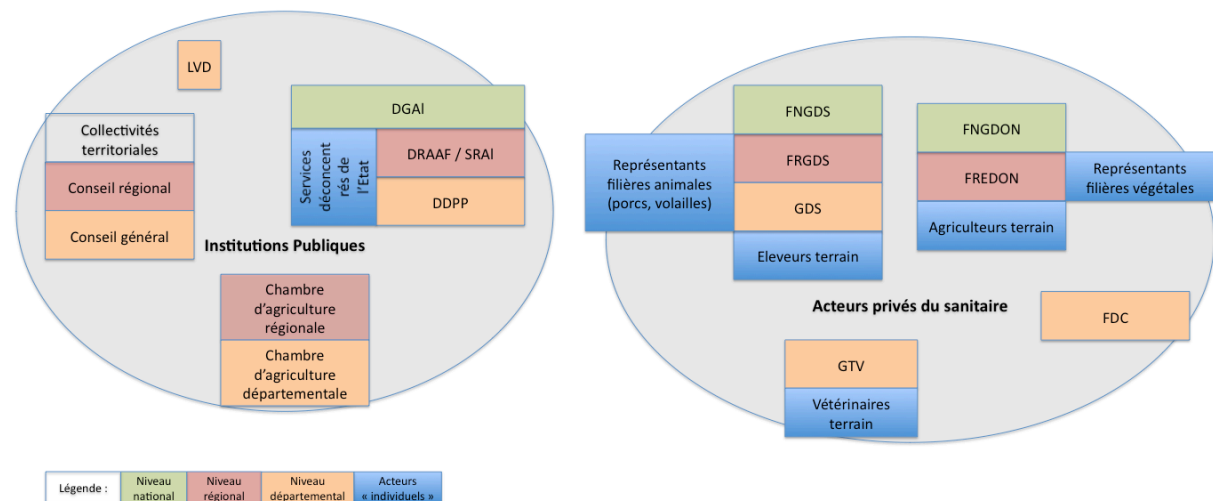 LVD
DGAl
Services
déconcent
rés de
l'Etat
DRAAF / SRAl
DDPP
Collectivités
territoriales
Conseil régional
Conseil général
Institutions Publiques
Chambre
d'agriculture
régionale
Chambre
d'agriculture
départementale
FNGDS
FRGDS
GDS
Eleveurs terrain
Représentants
filières animales
(porcs, volailles)
FNGDON
FREDON
Agriculteurs terrain
Représentants
filières végétales
Acteurs privés du sanitaire
FDC
GTV
Vétérinaires
terrain
Légende :
Niveau
national
Niveau
régional
Niveau
départemental
Acteurs
« individuels »